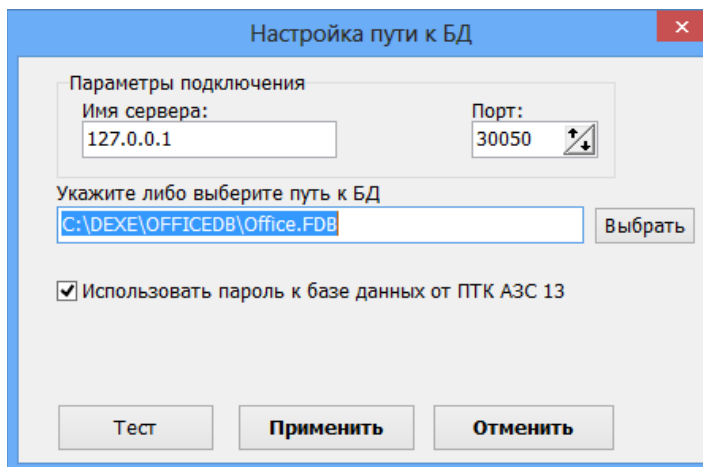 Настройка пути к БД
Параметры подключения
Имя сервера: Порт:
127.0.0.1 30050
Укажите либо выберите путь к БД
C:\DEXE\OFFICEDB\Office.FDB Выбрать
Использовать пароль к базе данных от ПТК АЗС 13
Тест Применить Отменить